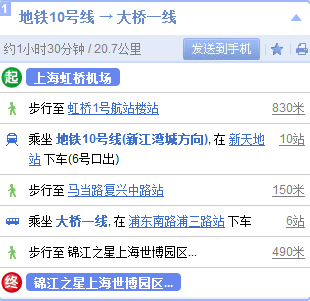 1
地铁10号线 → 大桥一线
约1小时30分钟 / 20.7公里 发送到手机
起 上海虹桥机场
步行至 虹桥1号航站楼站 830米
乘坐 地铁10号线(新江湾城方向), 在 新天地 10站
站 下车(6号口出)
步行至 马当路复兴中路站 150米
乘坐 大桥一线, 在 浦东南路浦三路站 下车 6站
步行至 锦江之星上海世博园区... 490米
终 锦江之星上海世博园区...